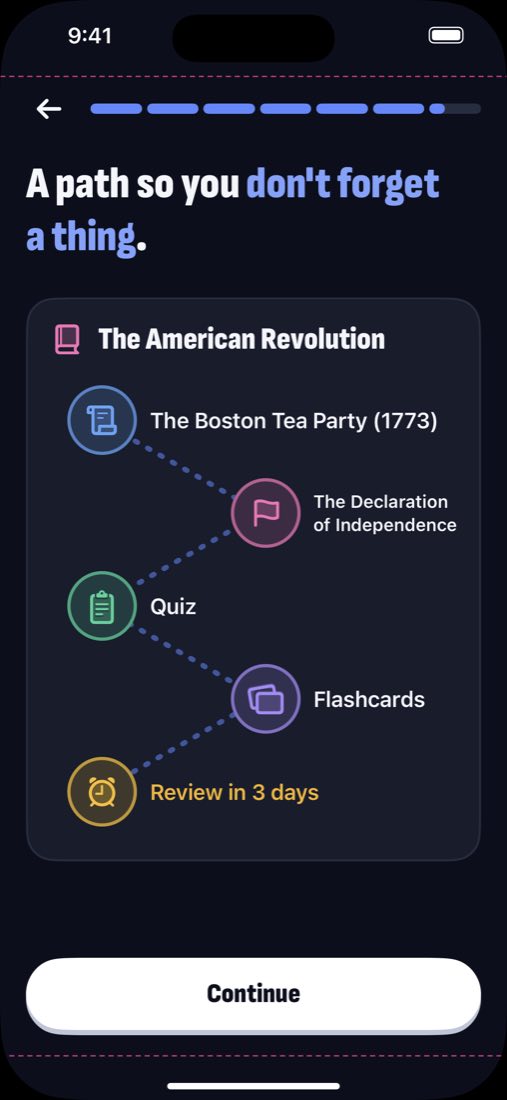 9:41
A path so you don't forget
a thing.
The American Revolution
The Boston Tea Party (1773)
The Declaration
of Independence
Quiz
Flashcards
Review in 3 days
Continue